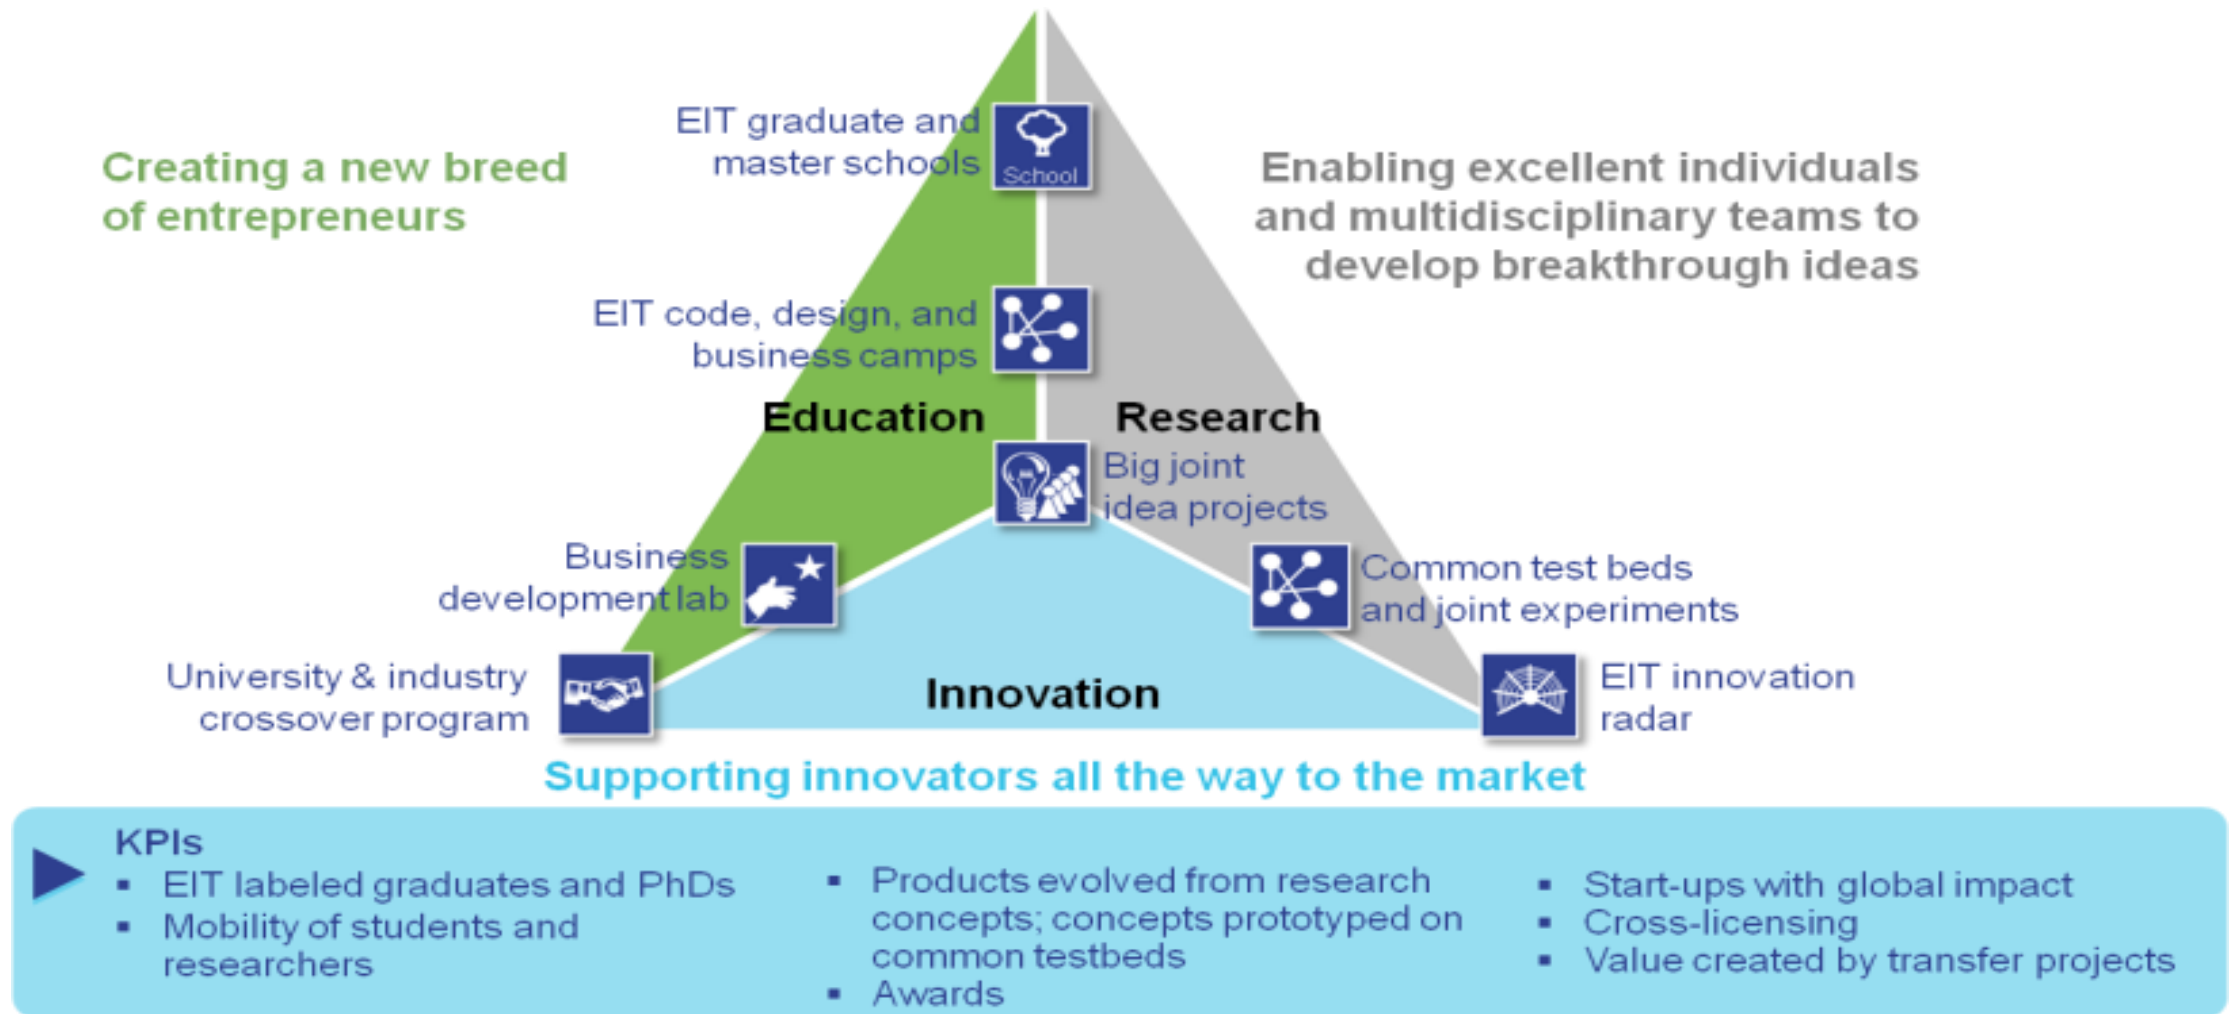 EIT graduate and
master schools
School
Creating a new breed
of entrepreneurs
Enabling excellent individuals
and multidisciplinary teams to
develop breakthrough ideas
EIT code, design, and
business camps
Education
Research
Big joint
idea projects
Business
development lab
Common test beds
and joint experiments
University & industry
crossover program
Innovation
EIT innovation
radar
Supporting innovators all the way to the market
KPIs
▪ EIT labeled graduates and PhDs
▪ Mobility of students and
researchers
▪ Products evolved from research
concepts; concepts prototyped on
common testbeds
▪ Awards
▪ Start-ups with global impact
▪ Cross-licensing
▪ Value created by transfer projects